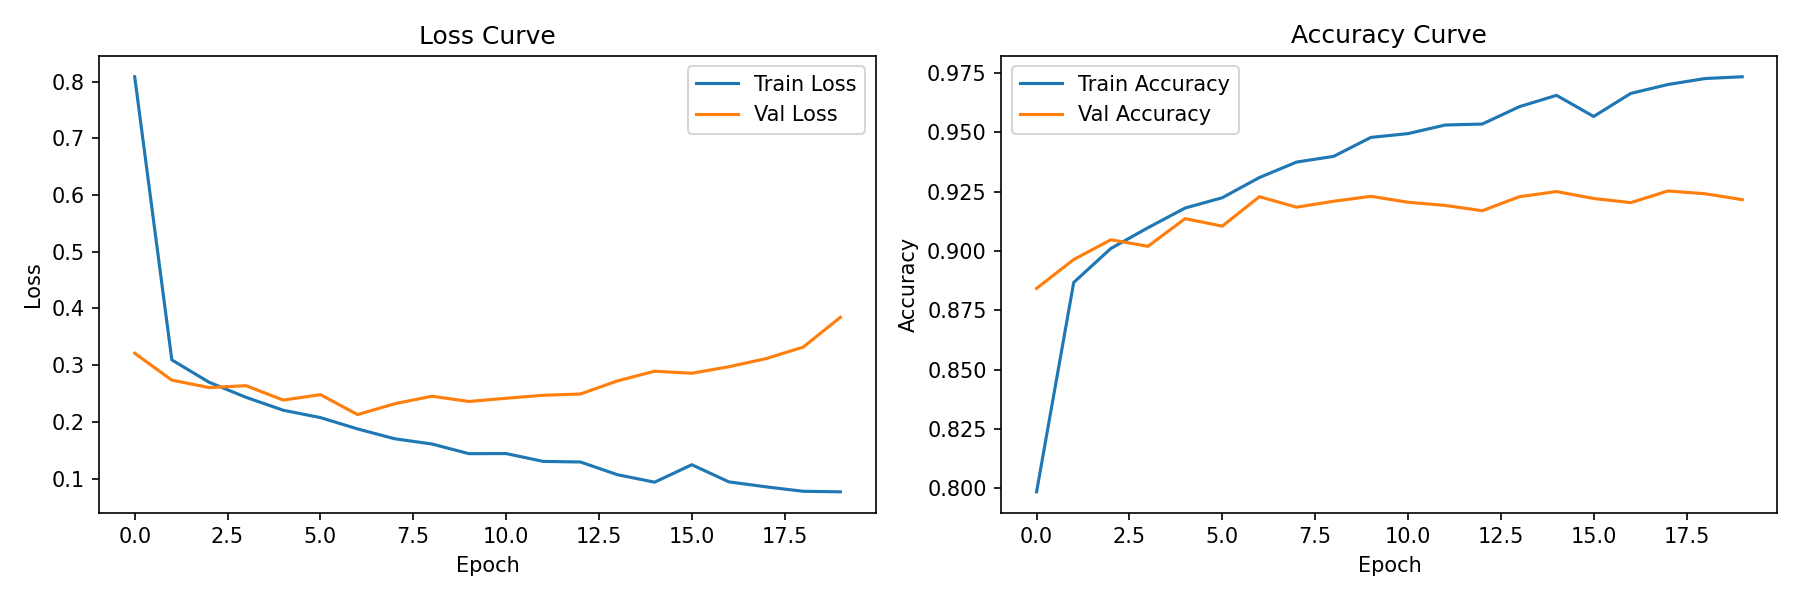 Loss Curve
Train Loss
Val Loss
0.8
0.7
0.6
0.5
0.4
0.3
0.2
0.1
Loss
0.0 2.5 5.0 7.5 10.0 12.5 15.0 17.5
Epoch
Accuracy Curve
Train Accuracy
Val Accuracy
0.975
0.950
0.925
0.900
0.875
0.850
0.825
0.800
Accuracy
0.0 2.5 5.0 7.5 10.0 12.5 15.0 17.5
Epoch